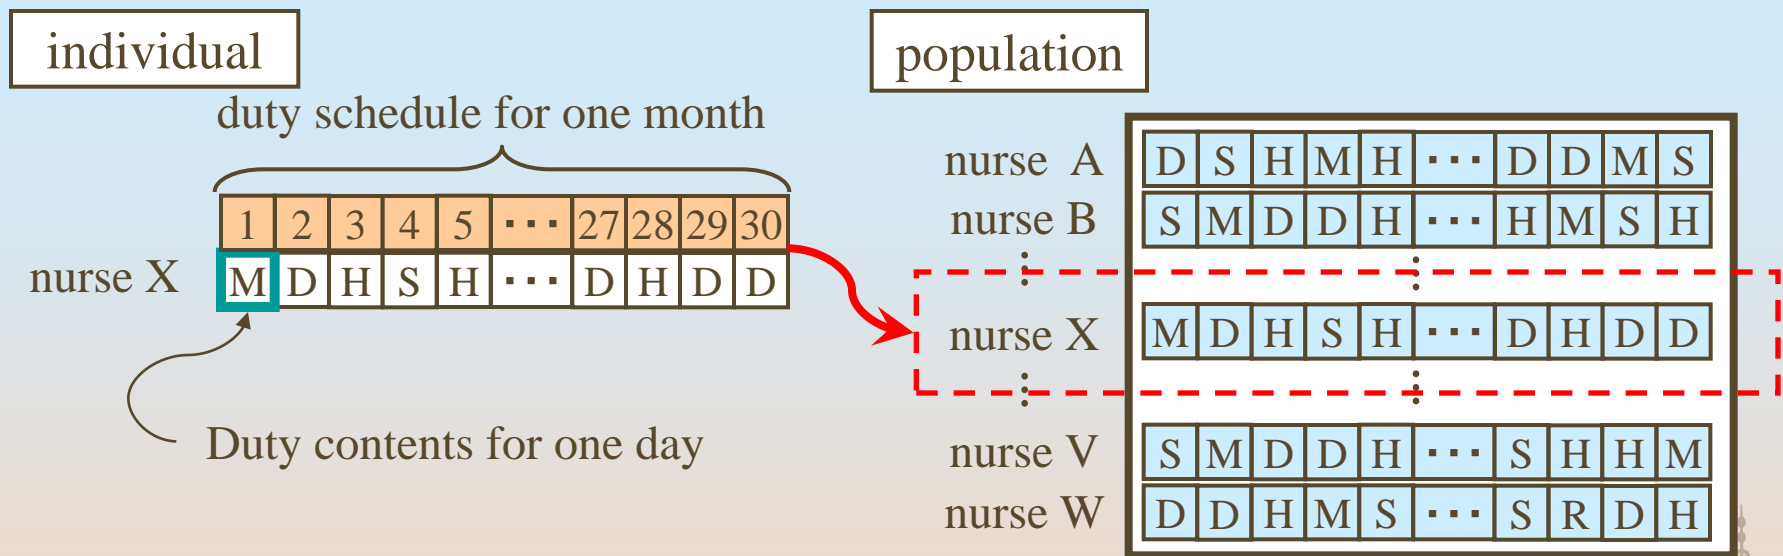 individual
duty schedule for one month
1 2 3 4 5 ··· 27 28 29 30
nurse X M D H S H ··· D H D D
Duty contents for one day
population
nurse A D S H M H ··· D D M S
nurse B S M D D H ··· H M S H
nurse X M D H S H ··· D H D D
nurse V S M D D H ··· S H H M
nurse W D D H M S ··· S R D H